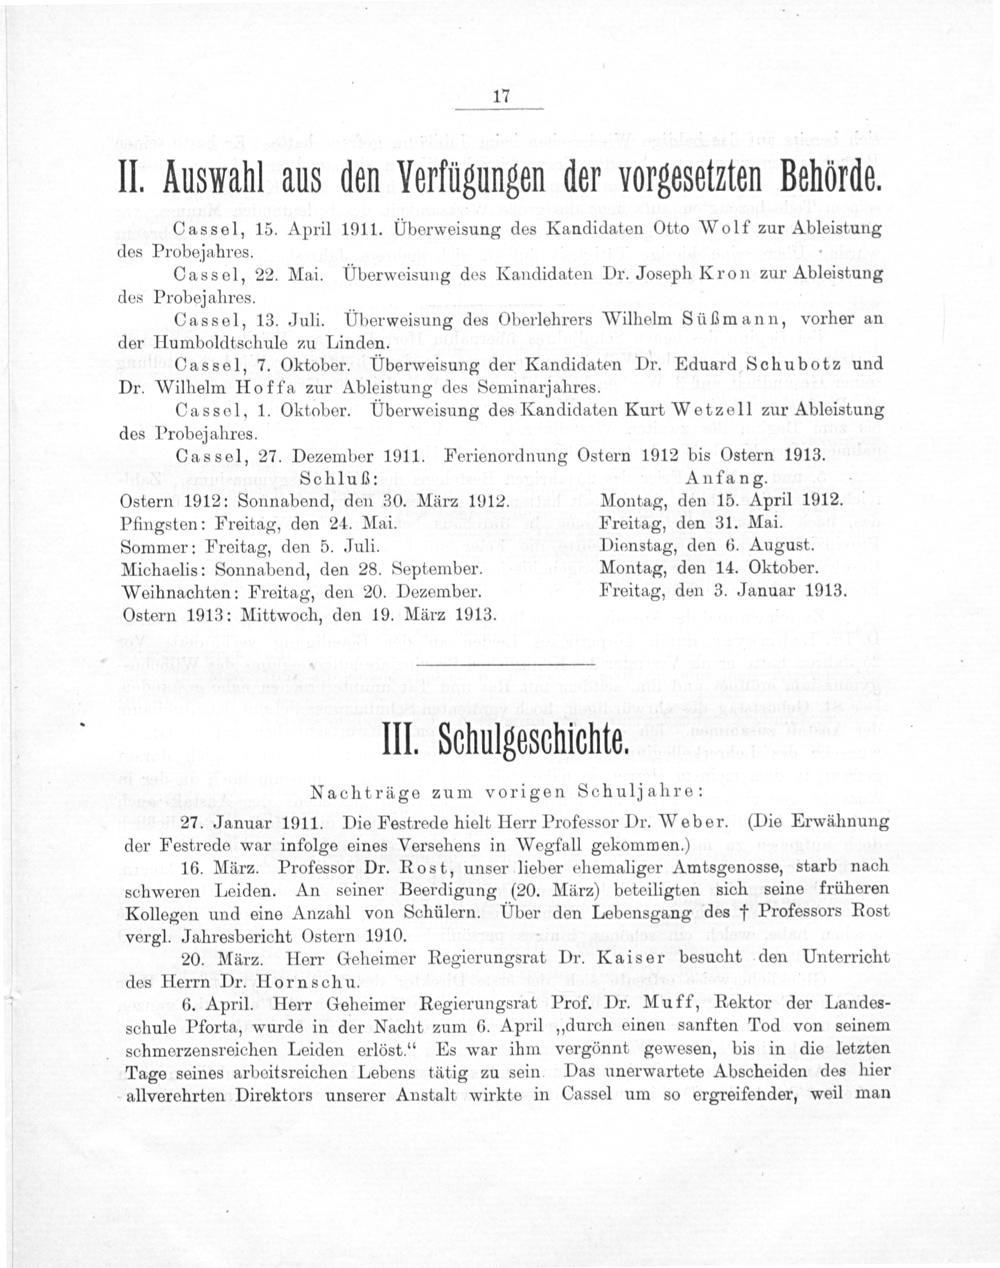 17
II. Auswahl aus den Verfügungen der vorgesetzten Behörde.
Cassel, 15. April 1911. Überweisung des Kandidaten Otto Wolf zur Ableistung
des Probejahres.
Cassel, 22. Mai. Überweisung des Kandidaten Dr. Joseph Kron zur Ableistung
des Probejahres.
Cassel, 13. Juli. Überweisung des Oberlehrers Wilhelm Süßmann, vorher an
der Humboldtschule zu Linden.
Cassel, 7. Oktober. Überweisung der Kandidaten Dr. Eduard Schubotz und
Dr. Wilhelm Hoffa zur Ableistung des Seminarjahres.
Cassel, 1. Oktober. Überweisung des Kandidaten Kurt Wetzell zur Ableistung
des Probejahres.
Cassel, 27. Dezember 1911. Ferienordnung Ostern 1912 bis Ostern 1913.
Schluß: Anfang.
Ostern 1912: Sonnabend, den 30. März 1912. Montag, den 15. April 1912.
Pfingsten: Freitag, den 24. Mai. Freitag, den 31. Mai.
Sommer: Freitag, den 5. Juli. Dienstag, den 6. August.
Michaelis: Sonnabend, den 28. September. Montag, den 14. Oktober.
Weihnachten: Freitag, den 20. Dezember. Freitag, den 3. Januar 1913.
Ostern 1913: Mittwoch, den 19. März 1913.
III. Schulgeschichte.
Nachträge zum vorigen Schuljahre:
27. Januar 1911. Die Festrede hielt Herr Professor Dr. Weber. (Die Erwähnung
der Festrede war infolge eines Versehens in Wegfall gekommen.)
16. März. Professor Dr. Rost, unser lieber ehemaliger Amtsgenosse, starb nach
schweren Leiden. An seiner Beerdigung (20. März) beteiligten sich seine früheren
Kollegen und eine Anzahl von Schülern. Über den Lebensgang des † Professors Rost
vergl. Jahresbericht Ostern 1910.
20. März. Herr Geheimer Regierungsrat Dr. Kaiser besucht den Unterricht
des Herrn Dr. Hornschu.
6. April. Herr Geheimer Regierungsrat Prof. Dr. Muff, Rektor der Landes-
schule Pforta, wurde in der Nacht zum 6. April „durch einen sanften Tod von seinem
schmerzensreichen Leiden erlöst.“ Es war ihm vergönnt gewesen, bis in die letzten
Tage seines arbeitsreichen Lebens tätig zu sein. Das unerwartete Abscheiden des hier
allverehrten Direktors unserer Anstalt wirkte in Cassel um so ergreifender, weil man